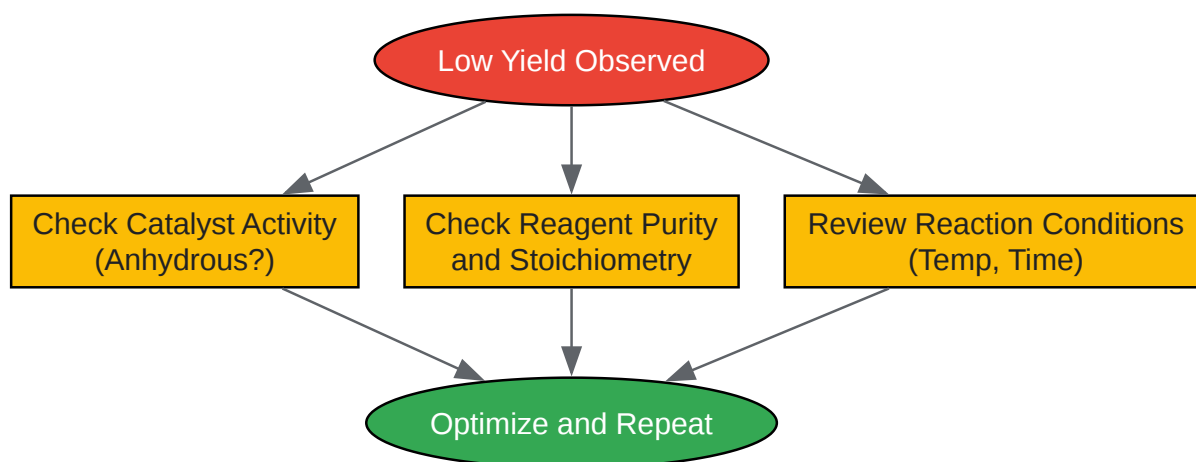 Low Yield Observed
Check Catalyst Activity
(Anhydrous?)
Check Reagent Purity
and Stoichiometry
Review Reaction Conditions
(Temp, Time)
Optimize and Repeat